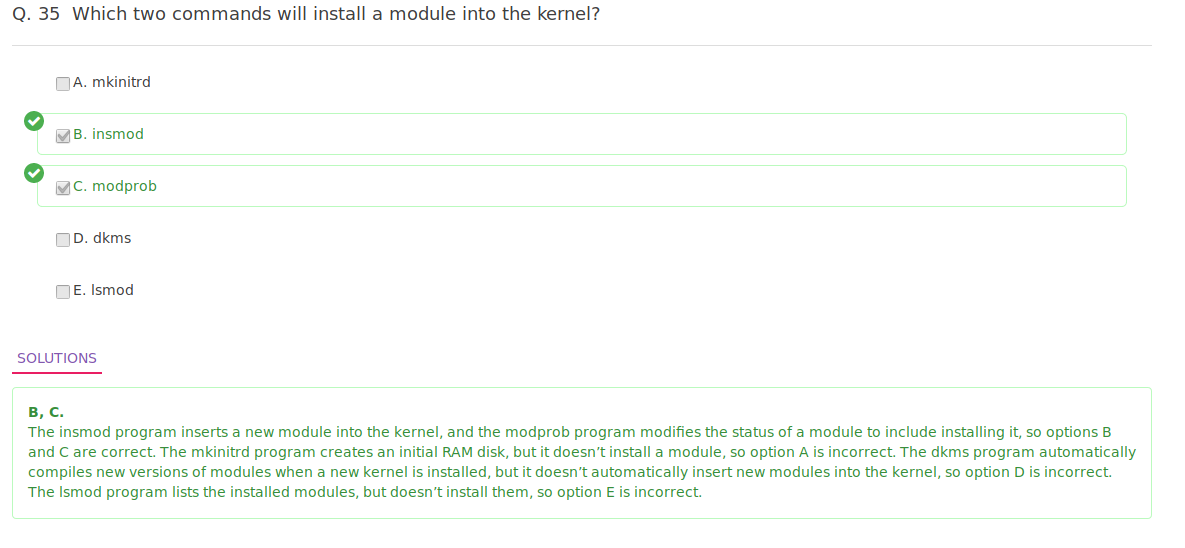 Q. 35 Which two commands will install a module into the kernel?
A. mkinitrd
B. insmod
C. modprob
D. dkms
E. lsmod
SOLUTIONS
B, C.
The insmod program inserts a new module into the kernel, and the modprob program modifies the status of a module to include installing it, so options B
and C are correct. The mkinitrd program creates an initial RAM disk, but it doesn’t install a module, so option A is incorrect. The dkms program automatically
compiles new versions of modules when a new kernel is installed, but it doesn’t automatically insert new modules into the kernel, so option D is incorrect.
The lsmod program lists the installed modules, but doesn’t install them, so option E is incorrect.